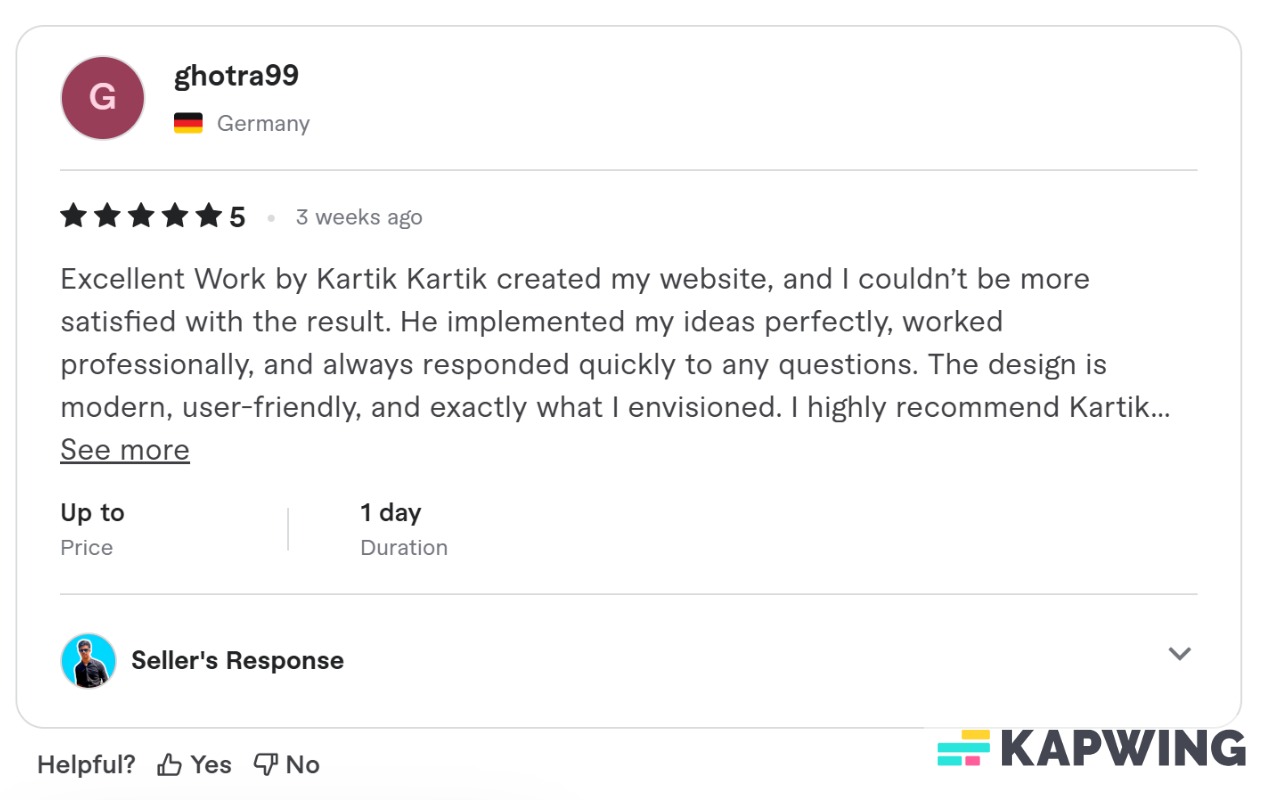 G
ghotra99
Germany
5 • 3 weeks ago
Excellent Work by Kartik Kartik created my website, and I couldn’t be more
satisfied with the result. He implemented my ideas perfectly, worked
professionally, and always responded quickly to any questions. The design is
modern, user-friendly, and exactly what I envisioned. I highly recommend Kartik...
See more
Up to
Price
1 day
Duration
Seller's Response
Helpful? Yes No
KAPWING